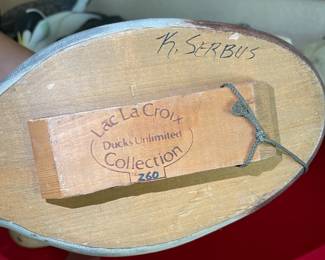 K. SERBUS
Lac La Croix
Ducks Unlimited
Collection
260